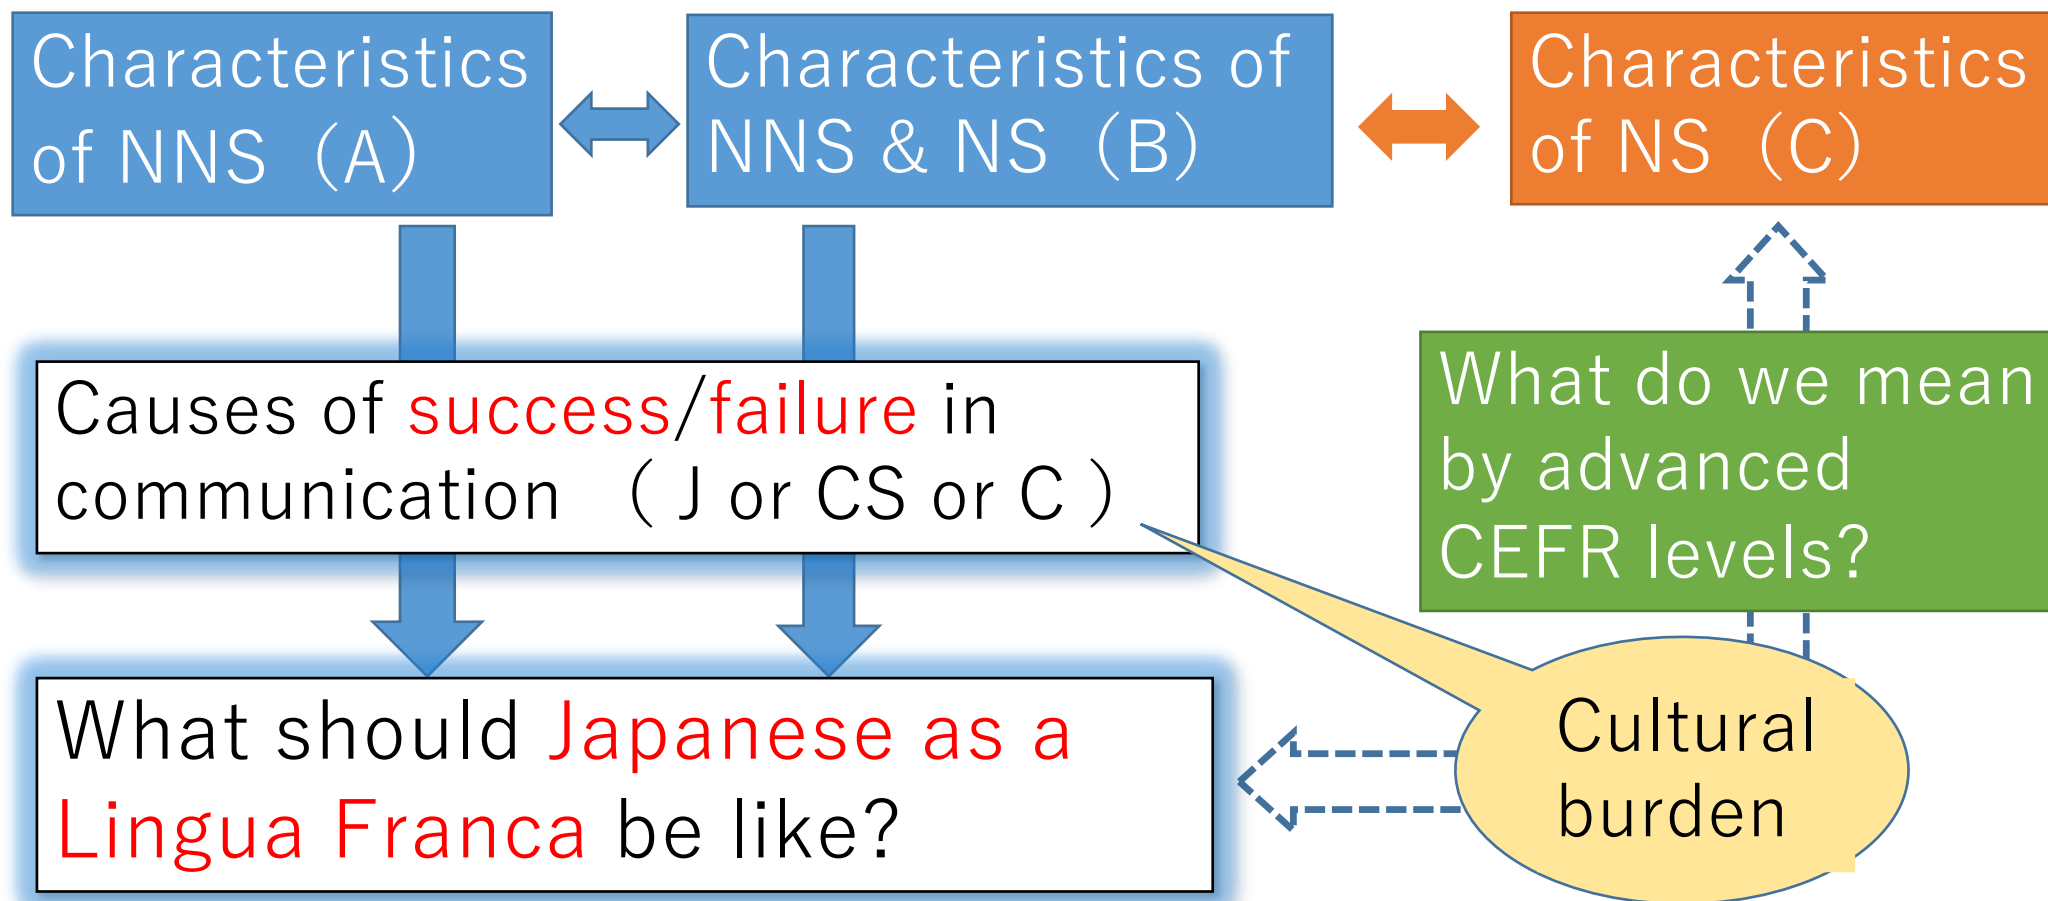 Characteristics
of NNS（A）
Characteristics of
NNS & NS（B）
Characteristics
of NS（C）
Causes of success/failure in
communication （ J or CS or C ）
What do we mean
by advanced
CEFR levels?
What should Japanese as a
Lingua Franca be like?
Cultural
burden